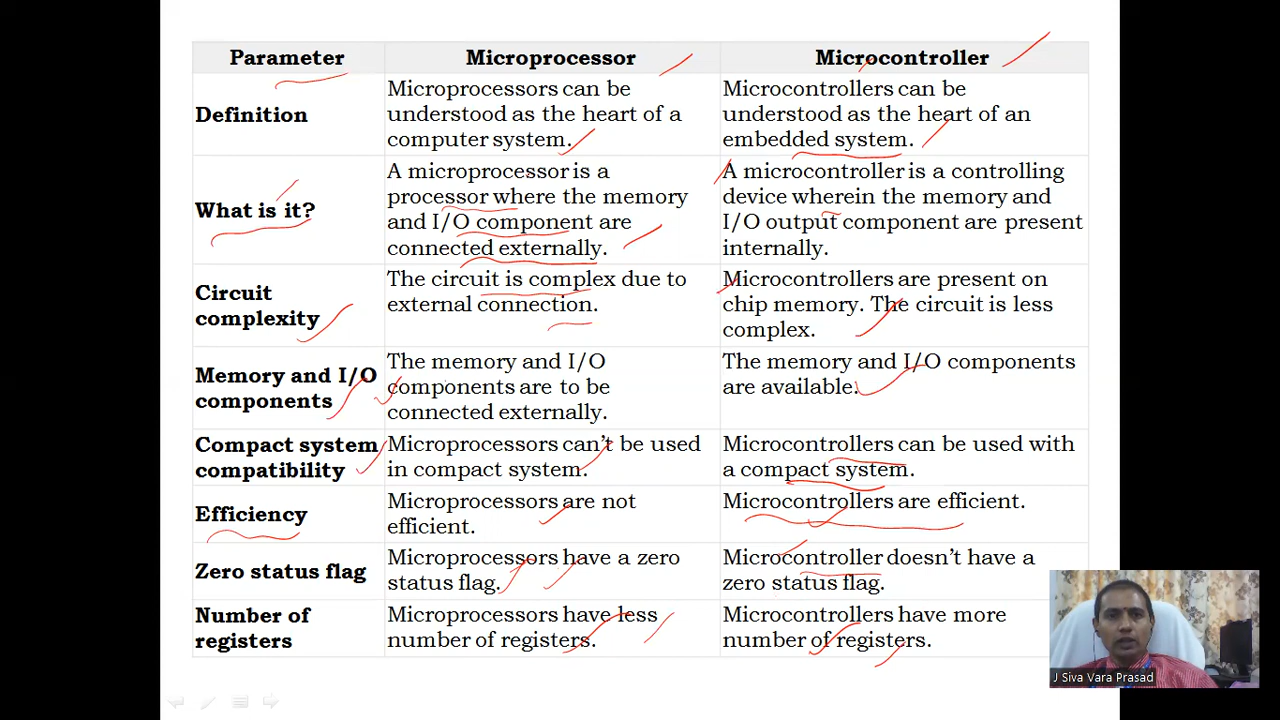 Parameter Microprocessor Microcontroller
Definition
Microprocessors can be
understood as the heart of a
computer system.
Microcontrollers can be
understood as the heart of an
embedded system.
What is it?
A microprocessor is a
processor where the memory
and I/O component are
connected externally.
A microcontroller is a controlling
device wherein the memory and
I/O output component are present
internally.
Circuit
complexity
The circuit is complex due to
external connection.
Microcontrollers are present on
chip memory. The circuit is less
complex.
Memory and I/O
components
The memory and I/O
components are to be
connected externally.
The memory and I/O components
are available.
Compact system
compatibility
Microprocessors can't be used
in compact system.
Microcontrollers can be used with
a compact system.
Efficiency
Microprocessors are not
efficient.
Microcontrollers are efficient.
Zero status flag
Microprocessors have a zero
status flag.
Microcontroller doesn't have a
zero status flag.
Number of
registers
Microprocessors have less
number of registers.
Microcontrollers have more
number of registers.
J Siva Vara Prasad